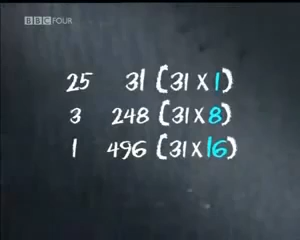 BBC FOUR
25 31 (31 x 1)
3 248 (31 x 8)
1 496 (31 x 16)